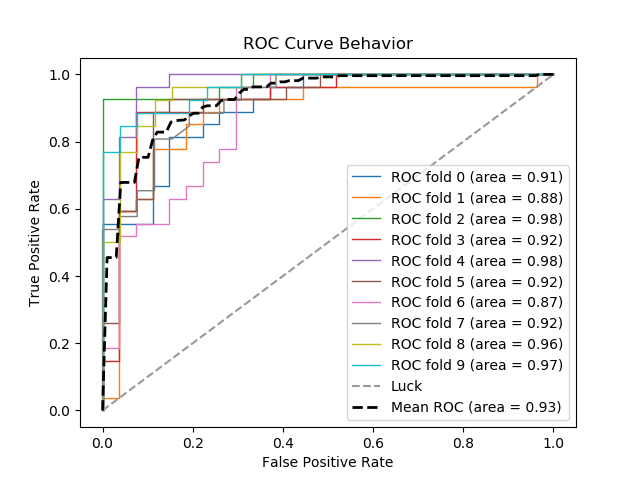 ROC Curve Behavior
True Positive Rate
1.0
0.8
0.6
0.4
0.2
0.0
ROC fold 0 (area = 0.91)
ROC fold 1 (area = 0.88)
ROC fold 2 (area = 0.98)
ROC fold 3 (area = 0.92)
ROC fold 4 (area = 0.98)
ROC fold 5 (area = 0.92)
ROC fold 6 (area = 0.87)
ROC fold 7 (area = 0.92)
ROC fold 8 (area = 0.96)
ROC fold 9 (area = 0.97)
Luck
Mean ROC (area = 0.93)
0.0 0.2 0.4 0.6 0.8 1.0
False Positive Rate